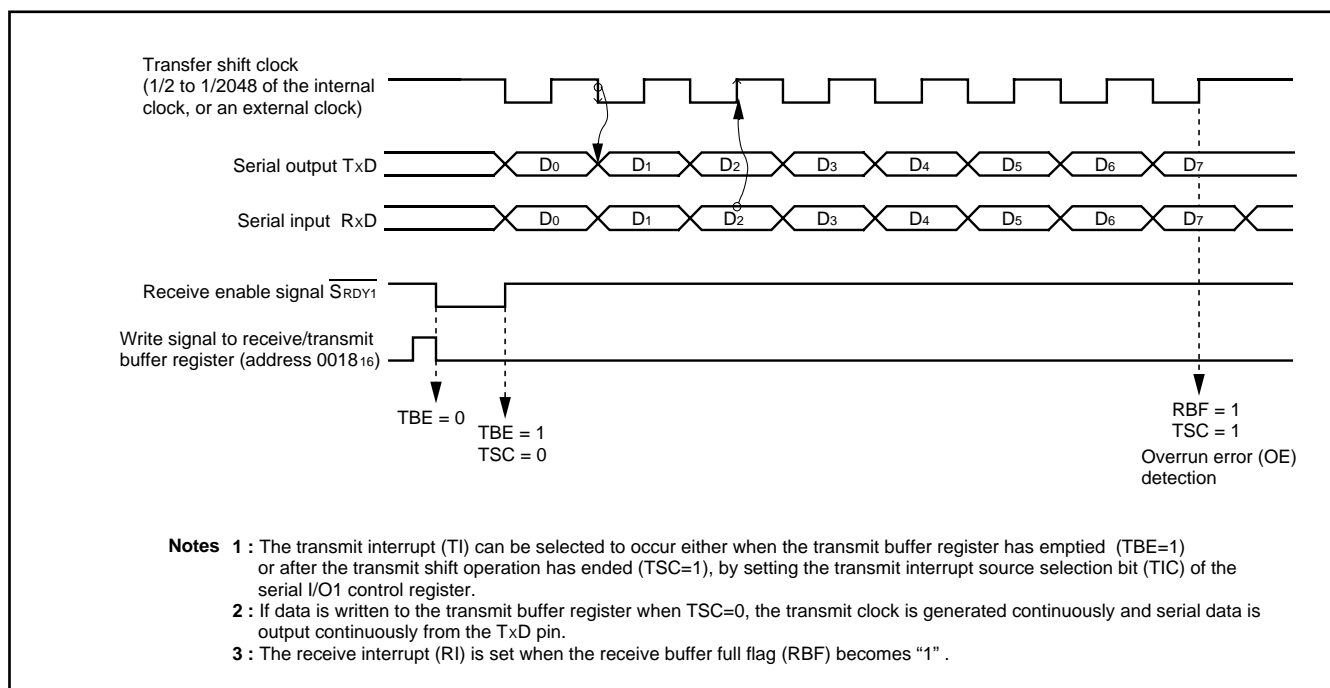 Transfer shift clock
(1/2 to 1/2048 of the internal
clock, or an external clock)
Serial output TxD
D0 D1 D2 D3 D4 D5 D6 D7
Serial input RxD
D0 D1 D2 D3 D4 D5 D6 D7
Receive enable signal SRDY1
Write signal to receive/transmit
buffer register (address 001816)
TBE = 0
TBE = 1
TSC = 0
RBF = 1
TSC = 1
Overrun error (OE)
detection
Notes 1 : The transmit interrupt (TI) can be selected to occur either when the transmit buffer register has emptied (TBE=1)
or after the transmit shift operation has ended (TSC=1), by setting the transmit interrupt source selection bit (TIC) of the
serial I/O1 control register.
2 : If data is written to the transmit buffer register when TSC=0, the transmit clock is generated continuously and serial data is
output continuously from the TxD pin.
3 : The receive interrupt (RI) is set when the receive buffer full flag (RBF) becomes “1” .